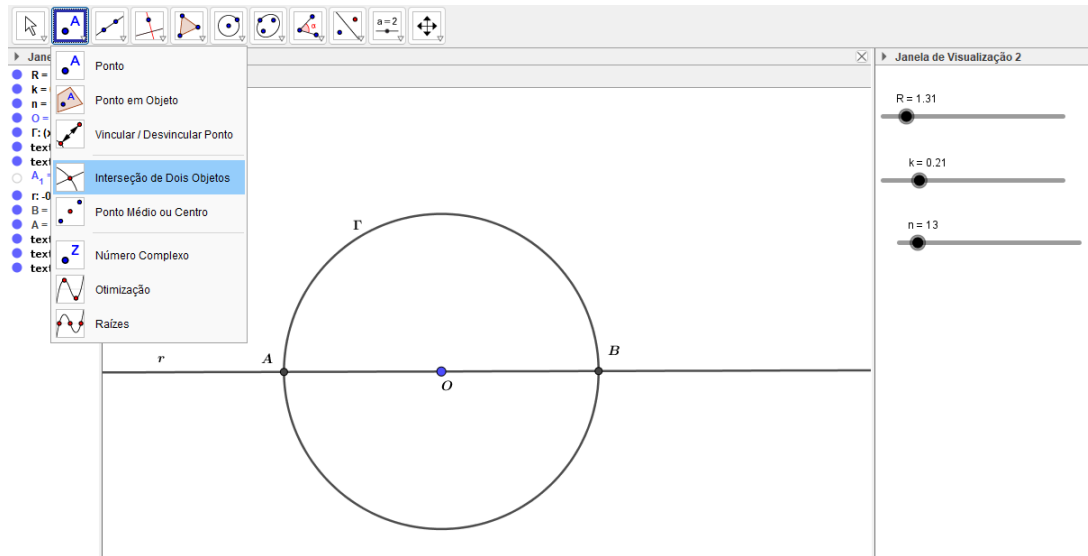 A
α
a = 2
Jane
R =
k =
n =
O =
Γ: (x
text
text
A₁ =
r: -0
B =
A =
text
text
text
A
Ponto
A
Ponto em Objeto
Vincular / Desvincular Ponto
Interseção de Dois Objetos
Ponto Médio ou Centro
Z
Número Complexo
Otimização
Raízes
Γ
r
A
O
B
Janela de Visualização 2
R = 1.31
k = 0.21
n = 13